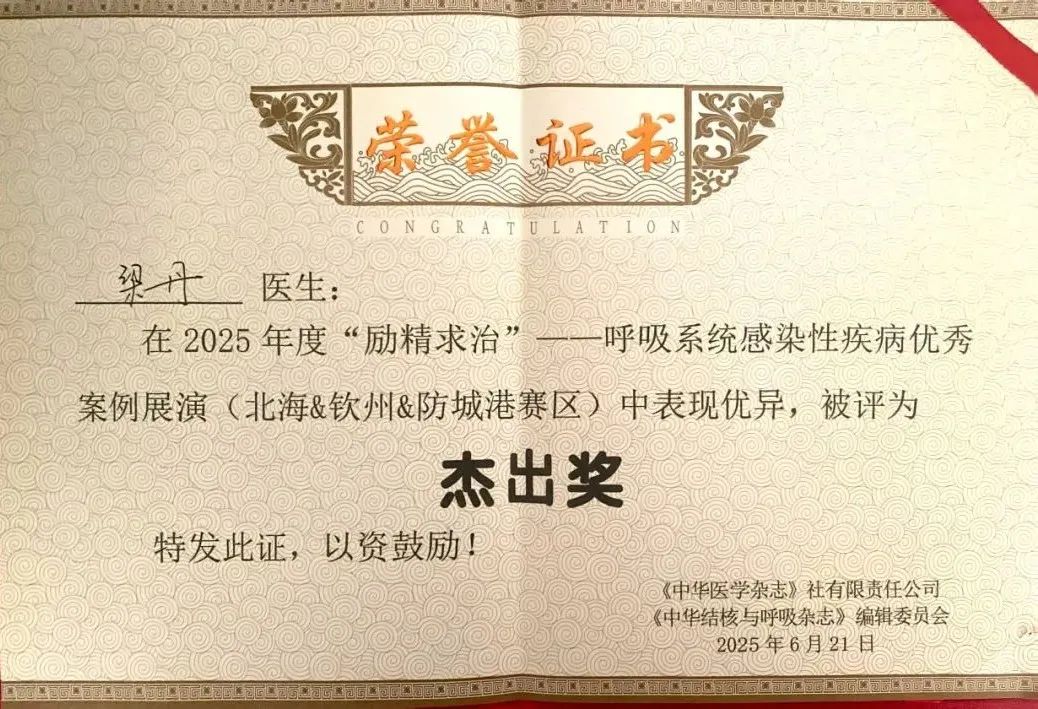 荣誉证书
CONGRATULATION
梁丹 医生：
在 2025 年度“励精求治”——呼吸系统感染性疾病优秀
案例展演（北海&钦州&防城港赛区）中表现优异，被评为
杰出奖
特发此证，以资鼓励！
《中华医学杂志》社有限责任公司
《中华结核与呼吸杂志》编辑委员会
2025 年 6 月 21 日